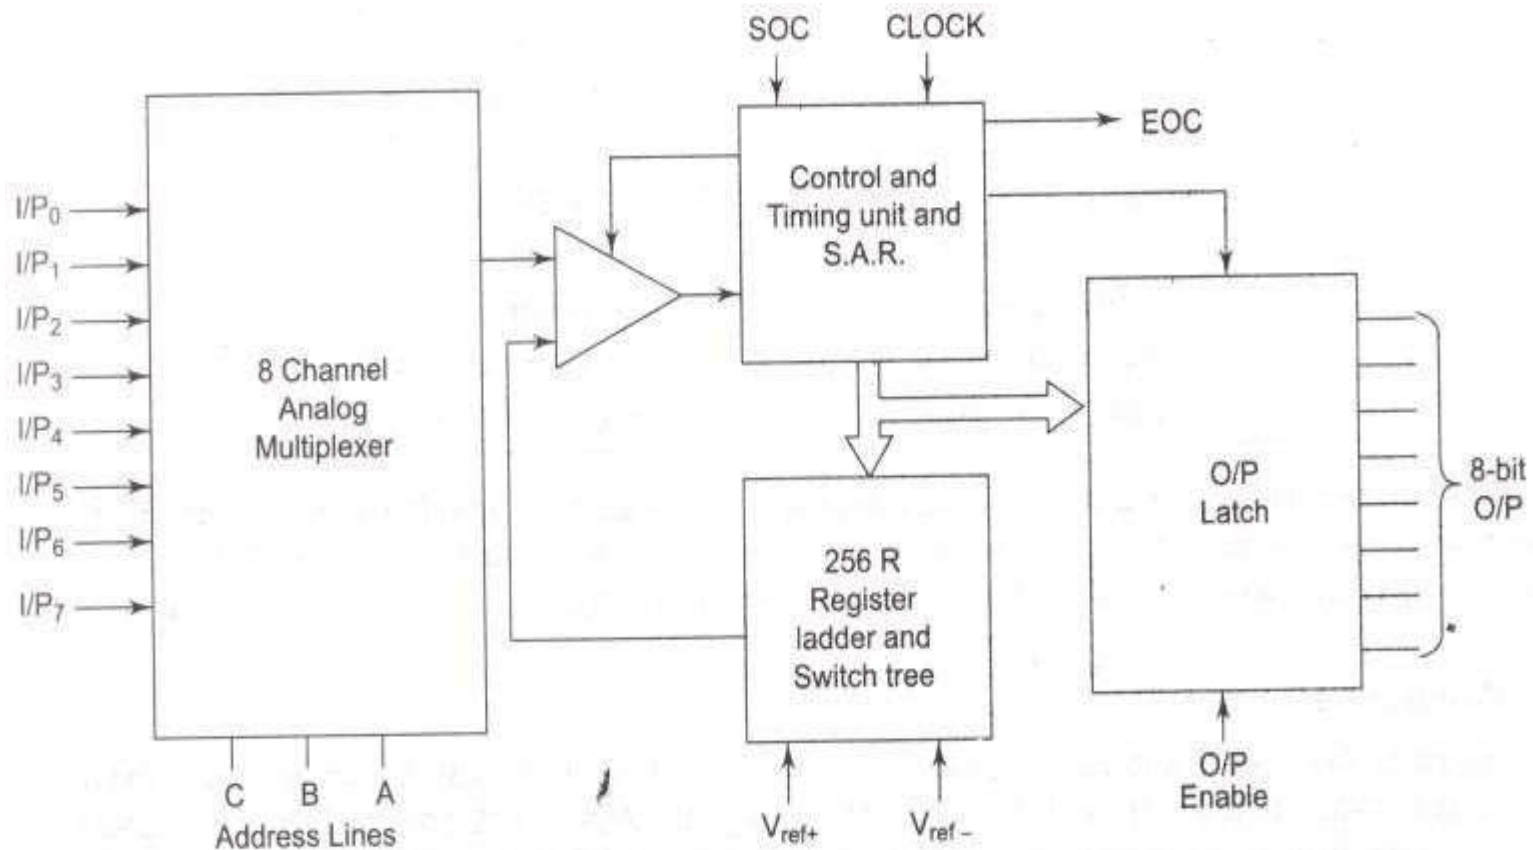 SOC
CLOCK
EOC
I/P0
I/P1
I/P2
I/P3
I/P4
I/P5
I/P6
I/P7
8 Channel
Analog
Multiplexer
Control and
Timing unit and
S.A.R.
256 R
Register
ladder and
Switch tree
O/P
Latch
8-bit
O/P
C B A
Address Lines
Vref+
Vref –
O/P
Enable